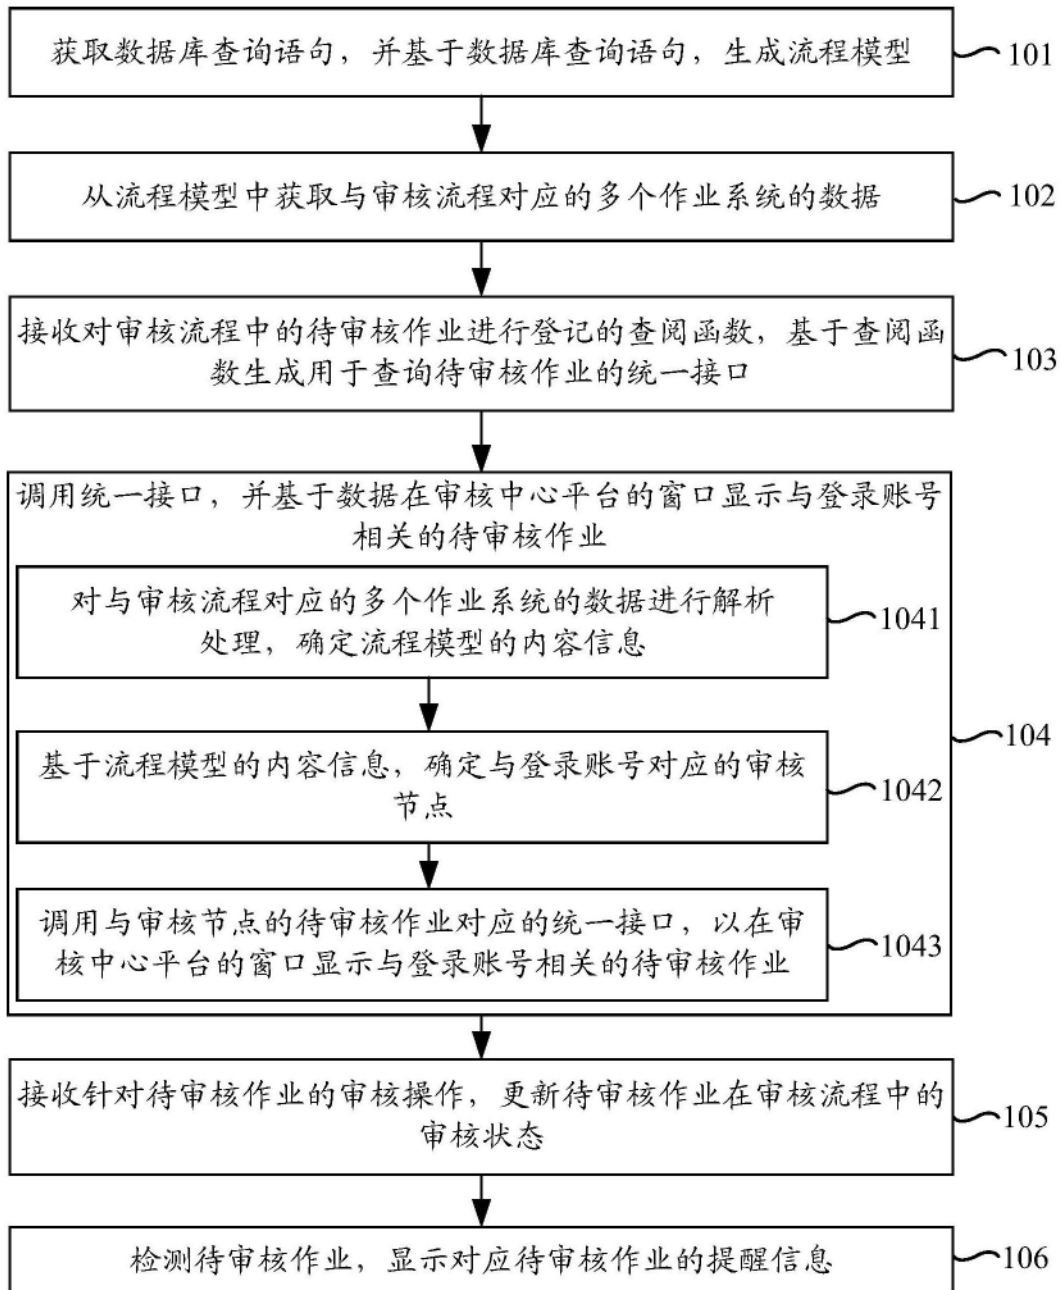 获取数据库查询语句，并基于数据库查询语句，生成流程模型
101
从流程模型中获取与审核流程对应的多个作业系统的数据
102
接收对审核流程中的待审核作业进行登记的查阅函数，基于查阅函
数生成用于查询待审核作业的统一接口
103
调用统一接口，并基于数据在审核中心平台的窗口显示与登录账号
相关的待审核作业
对与审核流程对应的多个作业系统的数据进行解析
处理，确定流程模型的内容信息
1041
基于流程模型的内容信息，确定与登录账号对应的审核
节点
1042
调用与审核节点的待审核作业对应的统一接口，以在审
核中心平台的窗口显示与登录账号相关的待审核作业
1043
104
接收针对待审核作业的审核操作，更新待审核作业在审核流程中的
审核状态
105
检测待审核作业，显示对应待审核作业的提醒信息
106